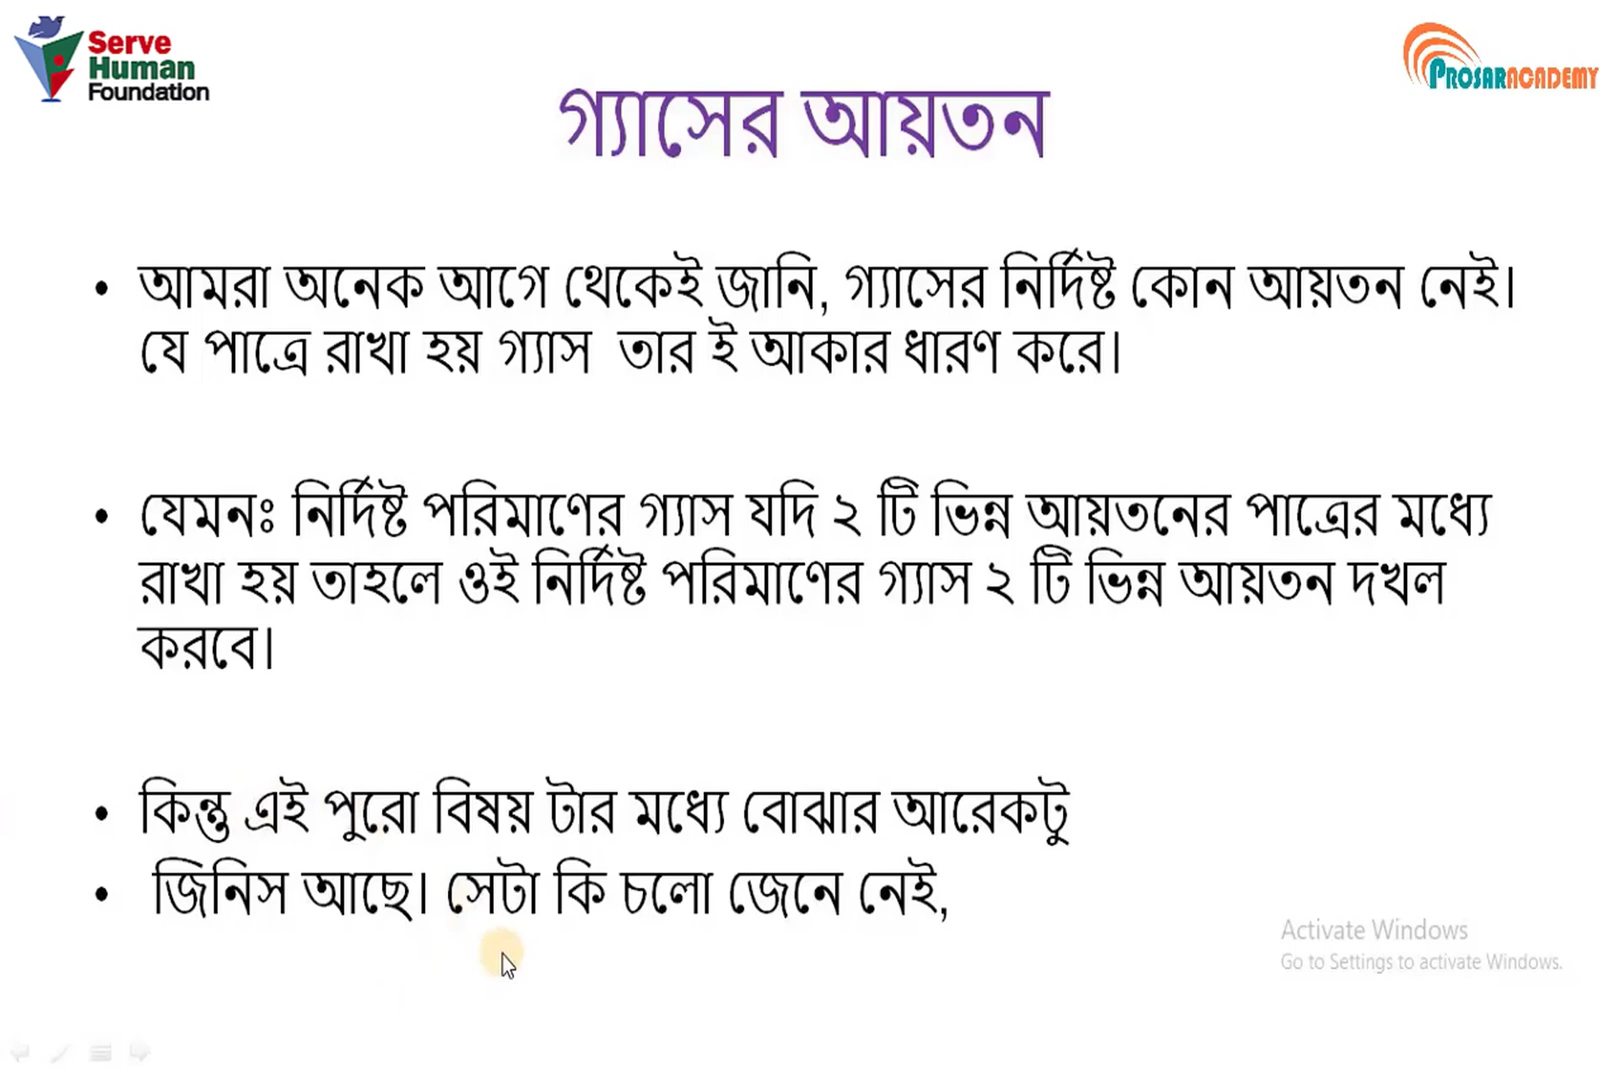 Serve
Human
Foundation
PROSARACADEMY
গ্যাসের আয়তন
• আমরা অনেক আগে থেকেই জানি, গ্যাসের নির্দিষ্ট কোন আয়তন নেই।
যে পাত্রে রাখা হয় গ্যাস তার ই আকার ধারণ করে।
• যেমনঃ নির্দিষ্ট পরিমাণের গ্যাস যদি ২ টি ভিন্ন আয়তনের পাত্রের মধ্যে
রাখা হয় তাহলে ওই নির্দিষ্ট পরিমাণের গ্যাস ২ টি ভিন্ন আয়তন দখল
করবে।
• কিন্তু এই পুরো বিষয় টার মধ্যে বোঝার আরেকটু
• জিনিস আছে। সেটা কি চলো জেনে নেই,
Activate Windows
Go to Settings to activate Windows.